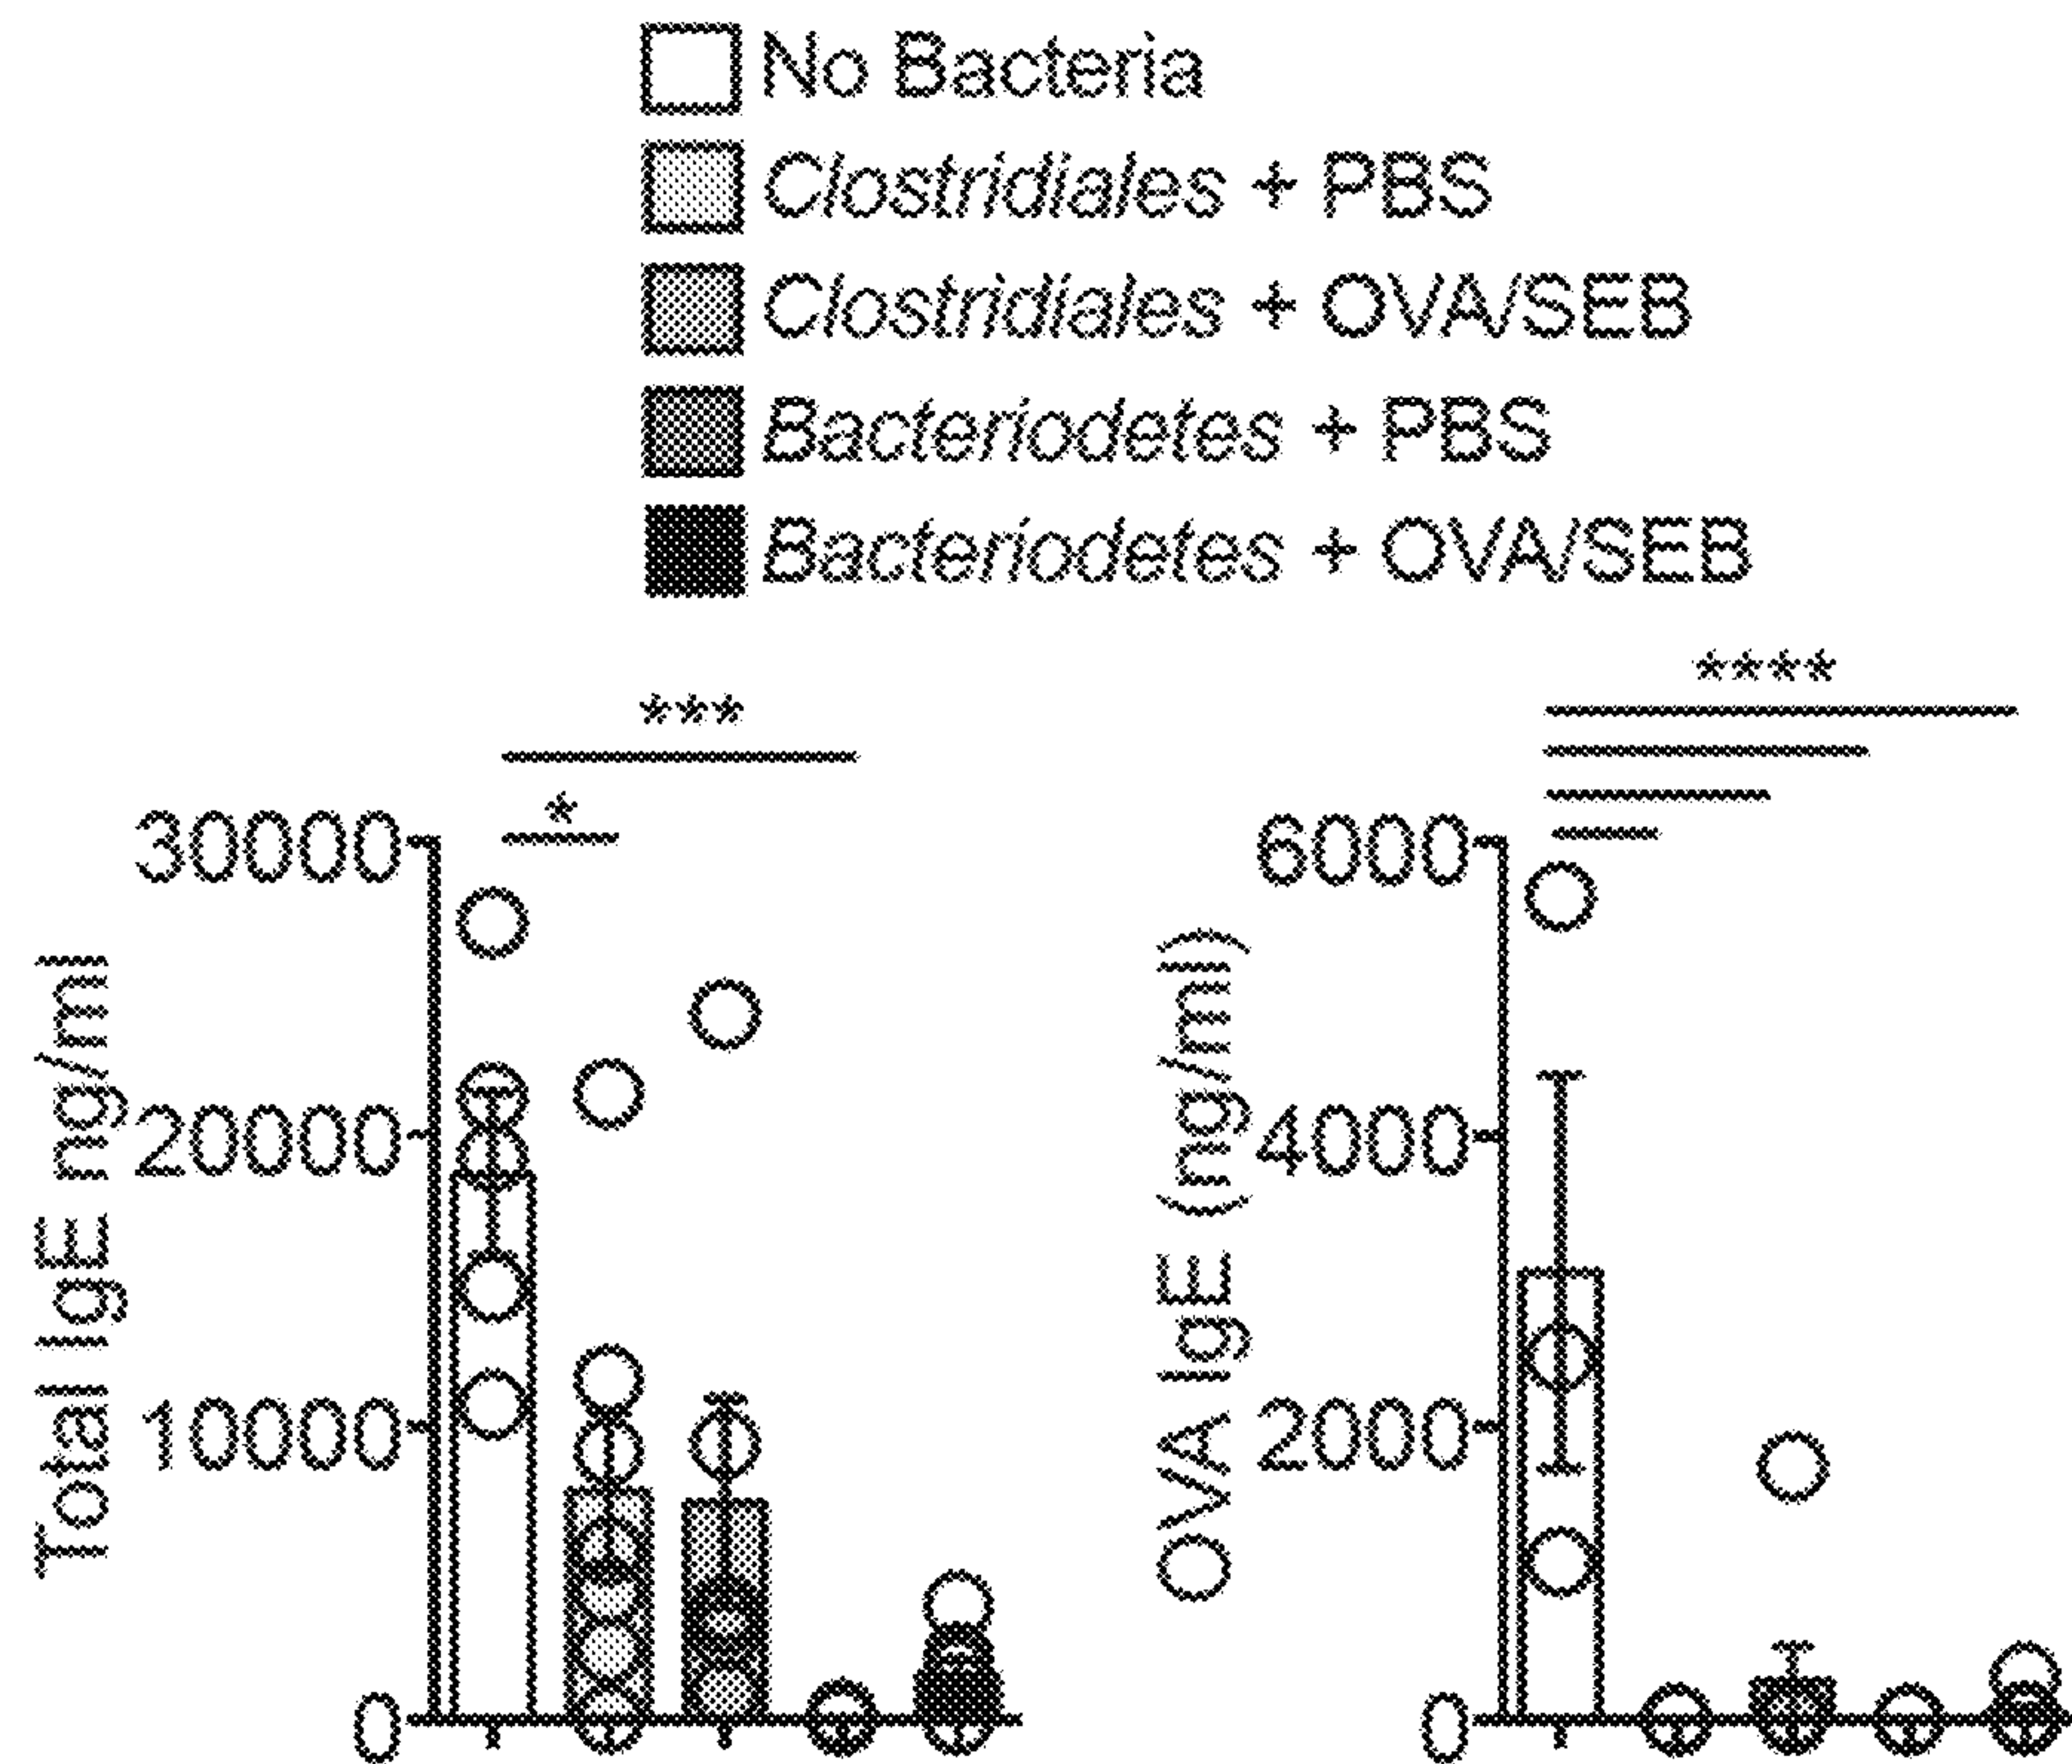 No Bacteria
Clostridiales + PBS
Clostridiales + OVA/SEB
Bacteriodetes + PBS
Bacteriodetes + OVA/SEB
***
*
Total IgE ng/ml
30000
20000
10000
0
****
OVA IgE (ng/ml)
6000
4000
2000
0